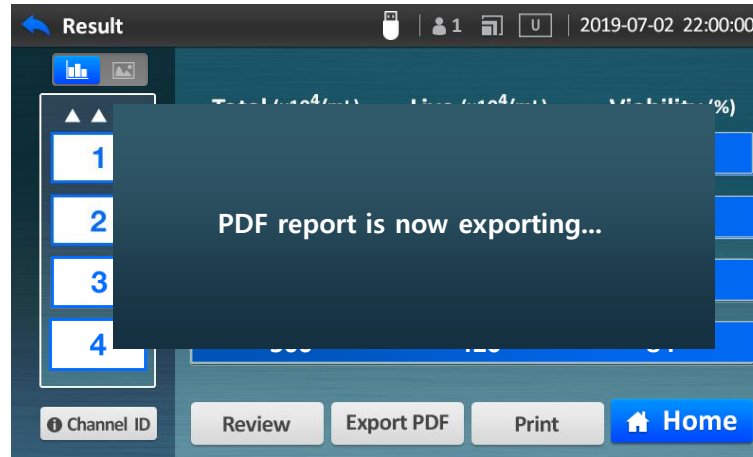 Result
1
U
2019-07-02 22:00:00
1
2
3
4
PDF report is now exporting...
Channel ID
Review
Export PDF
Print
Home